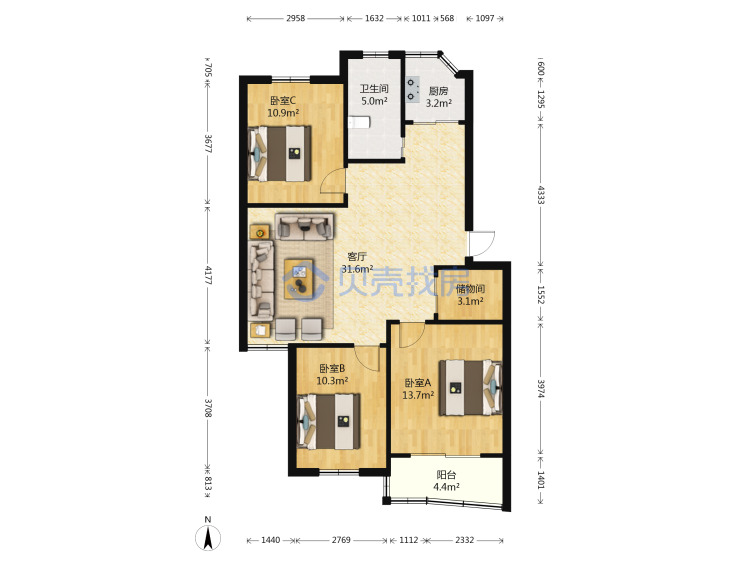 2958 1632 1011 568 1097
705
3677
4177
3708
813
600
1295
4333
1552
3974
1401
卧室C
10.9m²
卫生间
5.0m²
厨房
3.2m²
客厅
31.6m²
贝壳找房
储物间
3.1m²
卧室B
10.3m²
卧室A
13.7m²
阳台
4.4m²
N
1440 2769 1112 2332